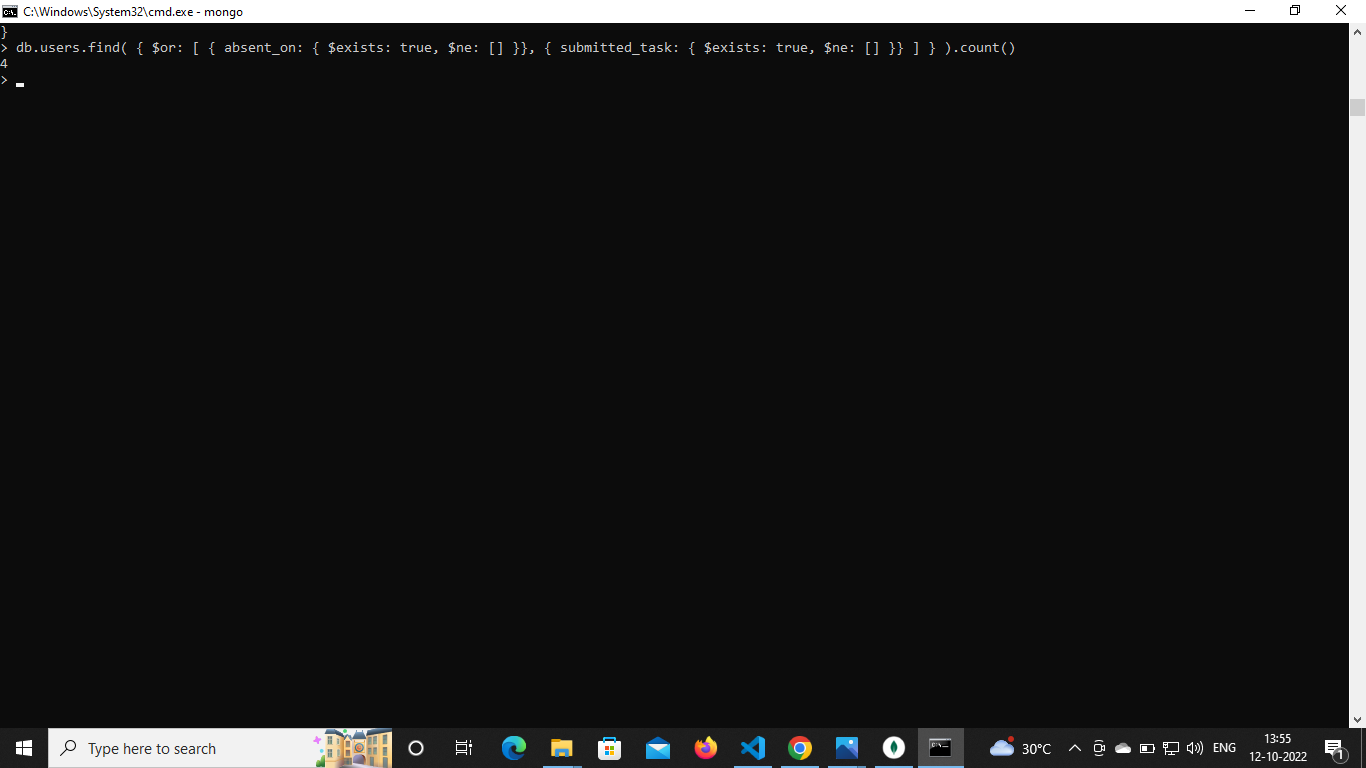 C:\Windows\System32\cmd.exe - mongo
}
> db.users.find( { $or: [ { absent_on: { $exists: true, $ne: [] }}, { submitted_task: { $exists: true, $ne: [] }} ] } ).count()
4
>
Type here to search
30°C
ENG
13:55
12-10-2022
1